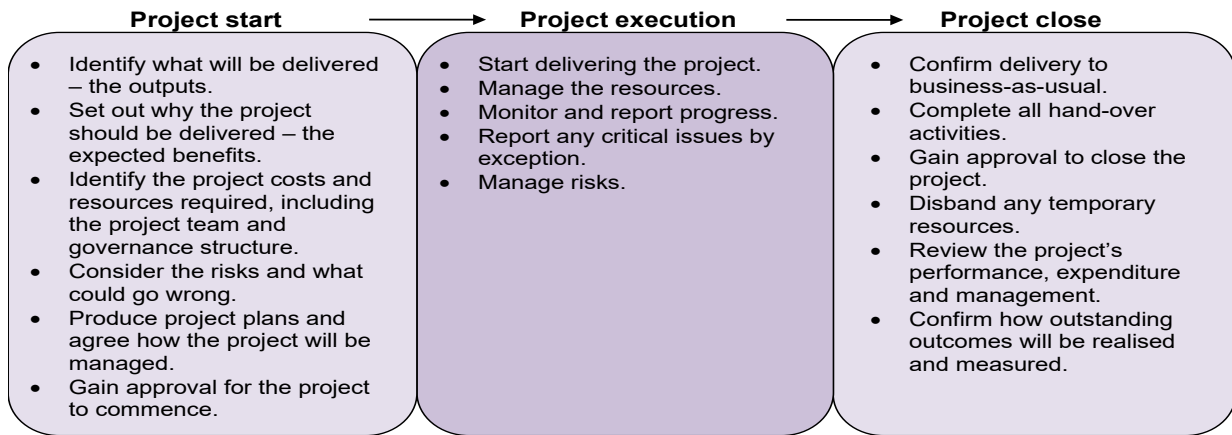 Project start
• Identify what will be delivered
– the outputs.
• Set out why the project
should be delivered – the
expected benefits.
• Identify the project costs and
resources required, including
the project team and
governance structure.
• Consider the risks and what
could go wrong.
• Produce project plans and
agree how the project will be
managed.
• Gain approval for the project
to commence.
Project execution
• Start delivering the project.
• Manage the resources.
• Monitor and report progress.
• Report any critical issues by
exception.
• Manage risks.
Project close
• Confirm delivery to
business-as-usual.
• Complete all hand-over
activities.
• Gain approval to close the
project.
• Disband any temporary
resources.
• Review the project’s
performance, expenditure
and management.
• Confirm how outstanding
outcomes will be realised
and measured.